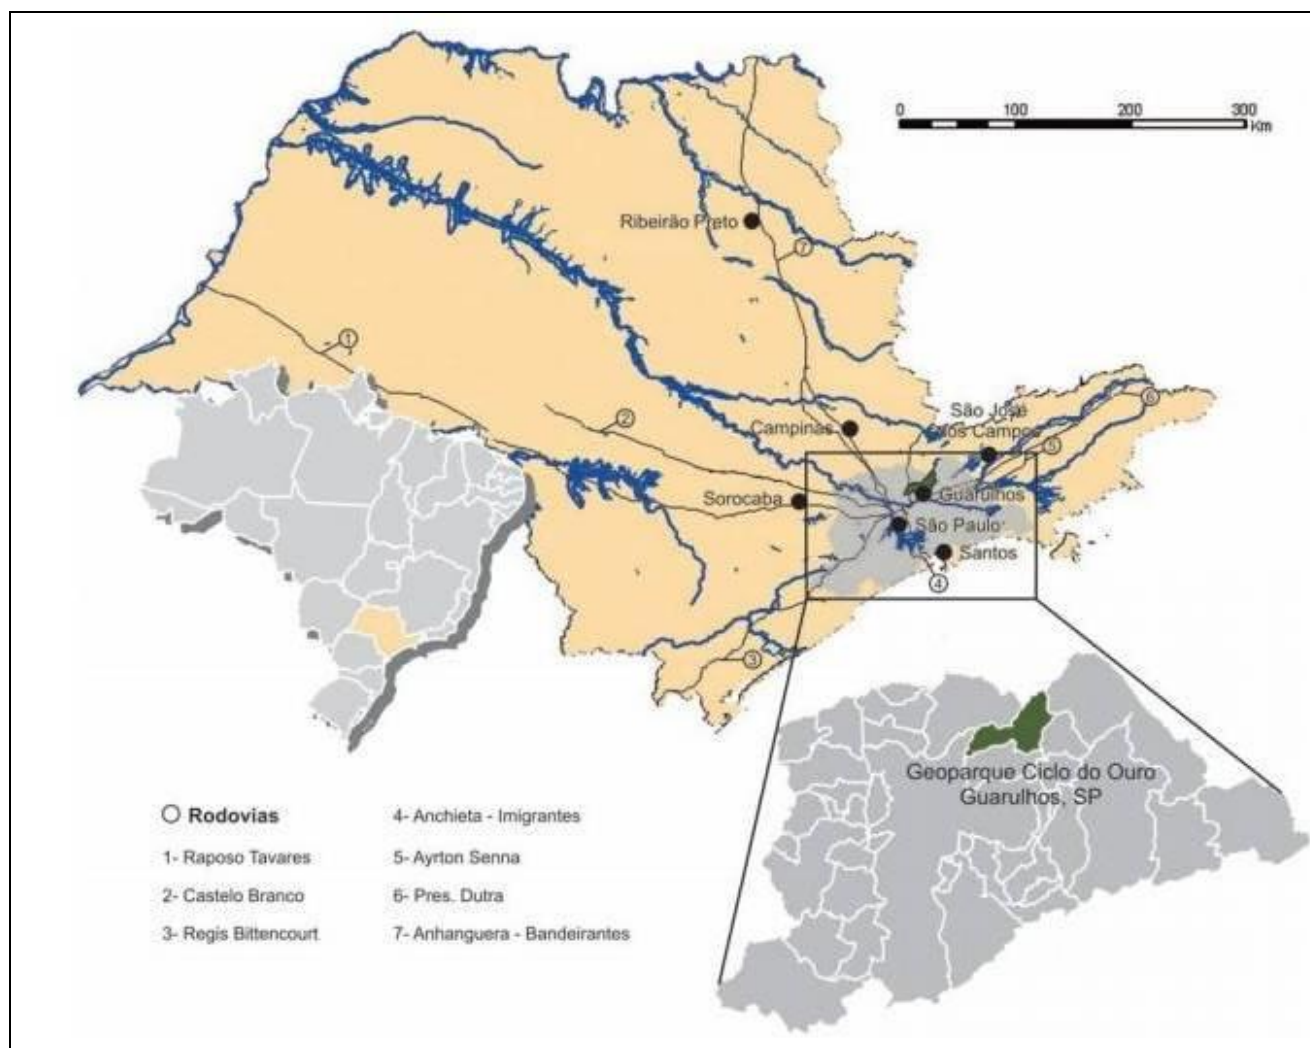 0 100 200 300
Km
Ribeirão Preto
7
1
2
Campinas
São José
dos Campos
6
5
Sorocaba
Guarulhos
São Paulo
Santos
4
3
Geoparque Ciclo do Ouro
Guarulhos, SP
Rodovias
1- Raposo Tavares
2- Castelo Branco
3- Regis Bittencourt
4- Anchieta - Imigrantes
5- Ayrton Senna
6- Pres. Dutra
7- Anhanguera - Bandeirantes